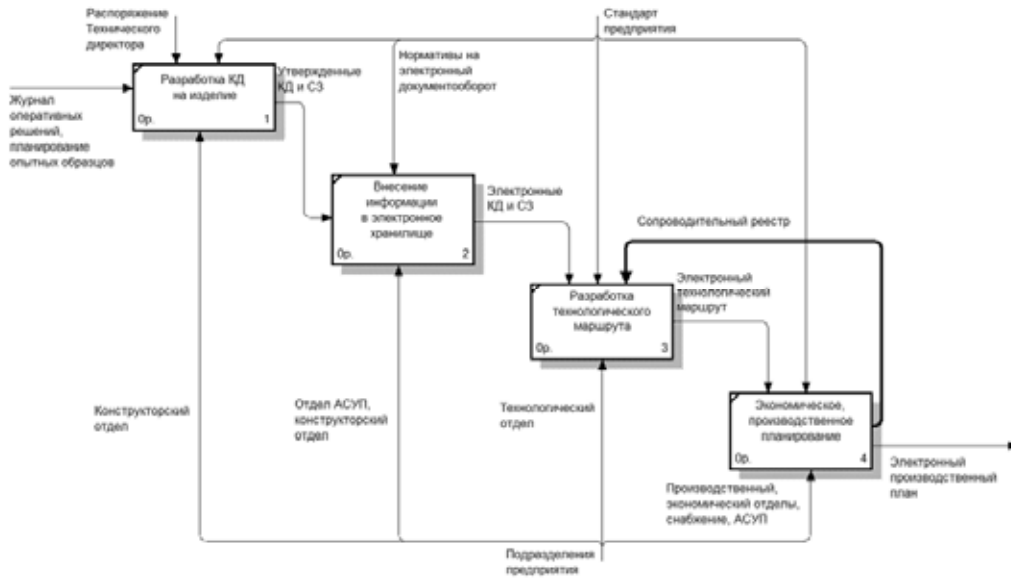 Распоряжение
Технического
директора
Стандарт
предприятия
Нормативы на
электронный
документооборот
Утвержденные
КД и СЗ
Разработка КД
на изделие
0р.
1
Журнал
оперативных
решений,
планирование
опытных образцов
Внесение
информации
в электронное
хранилище
0р.
2
Электронные
КД и СЗ
Сопроводительный реестр
Разработка
технологического
маршрута
0р.
3
Электронный
технологический
маршрут
Конструкторский
отдел
Отдел АСУП,
конструкторский
отдел
Технологический
отдел
Экономическое,
производственное
планирование
0р.
4
Электронный
производственный
план
Производственный,
экономический отделы,
снабжение, АСУП
Подразделения
предприятия